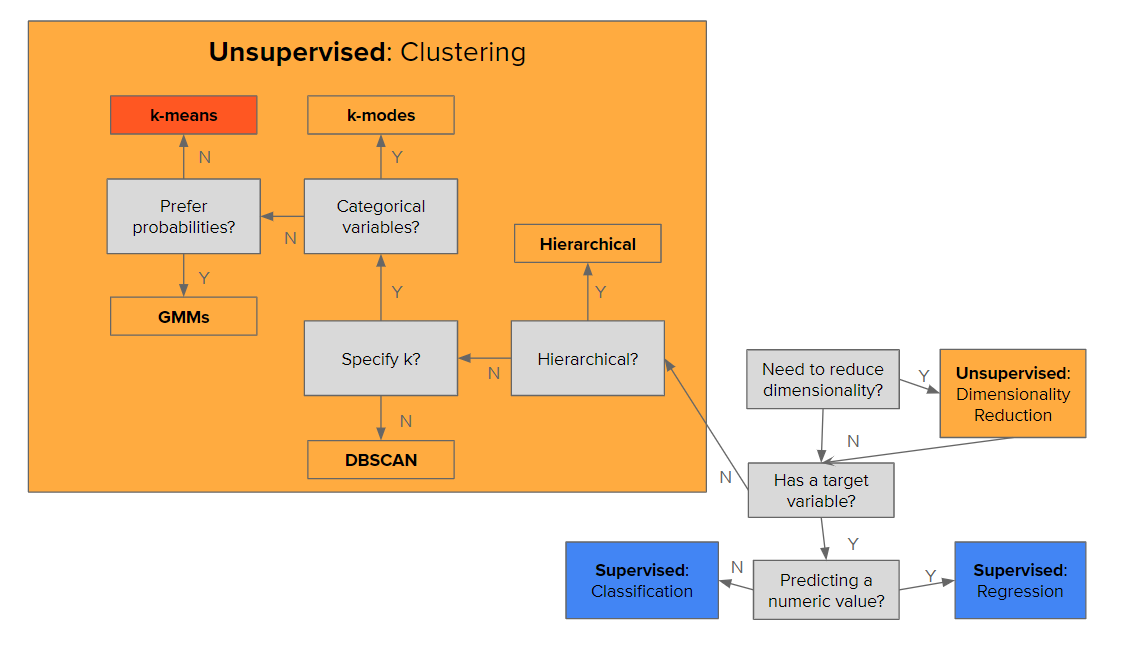 Unsupervised: Clustering
k-means
k-modes
N
Y
Prefer
probabilities?
Categorical
variables?
N
Hierarchical
Y
Y
Y
GMMs
Specify k?
Hierarchical?
N
N
DBSCAN
Need to reduce
dimensionality?
Y
Unsupervised:
Dimensionality
Reduction
N
Has a target
variable?
N
Y
Supervised:
Classification
N
Predicting a
numeric value?
Y
Supervised:
Regression